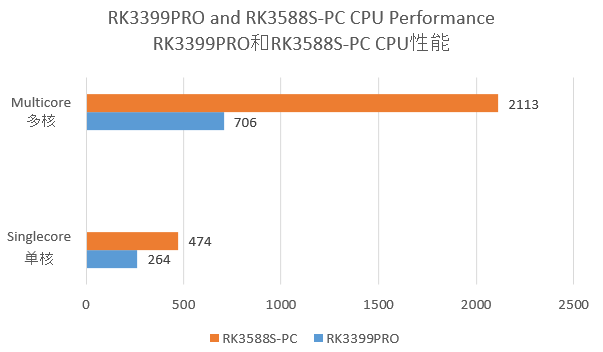 RK3399PRO and RK3588S-PC CPU Performance
RK3399PRO和RK3588S-PC CPU性能
Multicore
多核
2113
706
Singlecore
单核
474
264
0 500 1000 1500 2000 2500
RK3588S-PC RK3399PRO